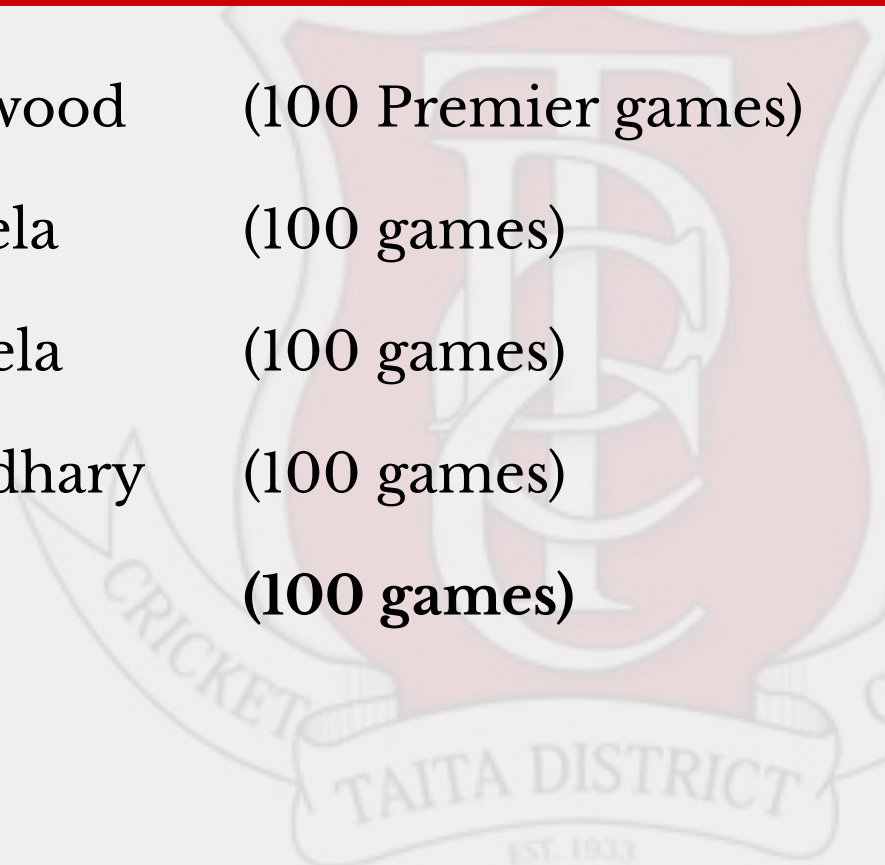 wood (100 Premier games)
ela (100 games)
ela (100 games)
dhary (100 games)
(100 games)
CRICKET
TAITA DISTRICT
EST. 1933